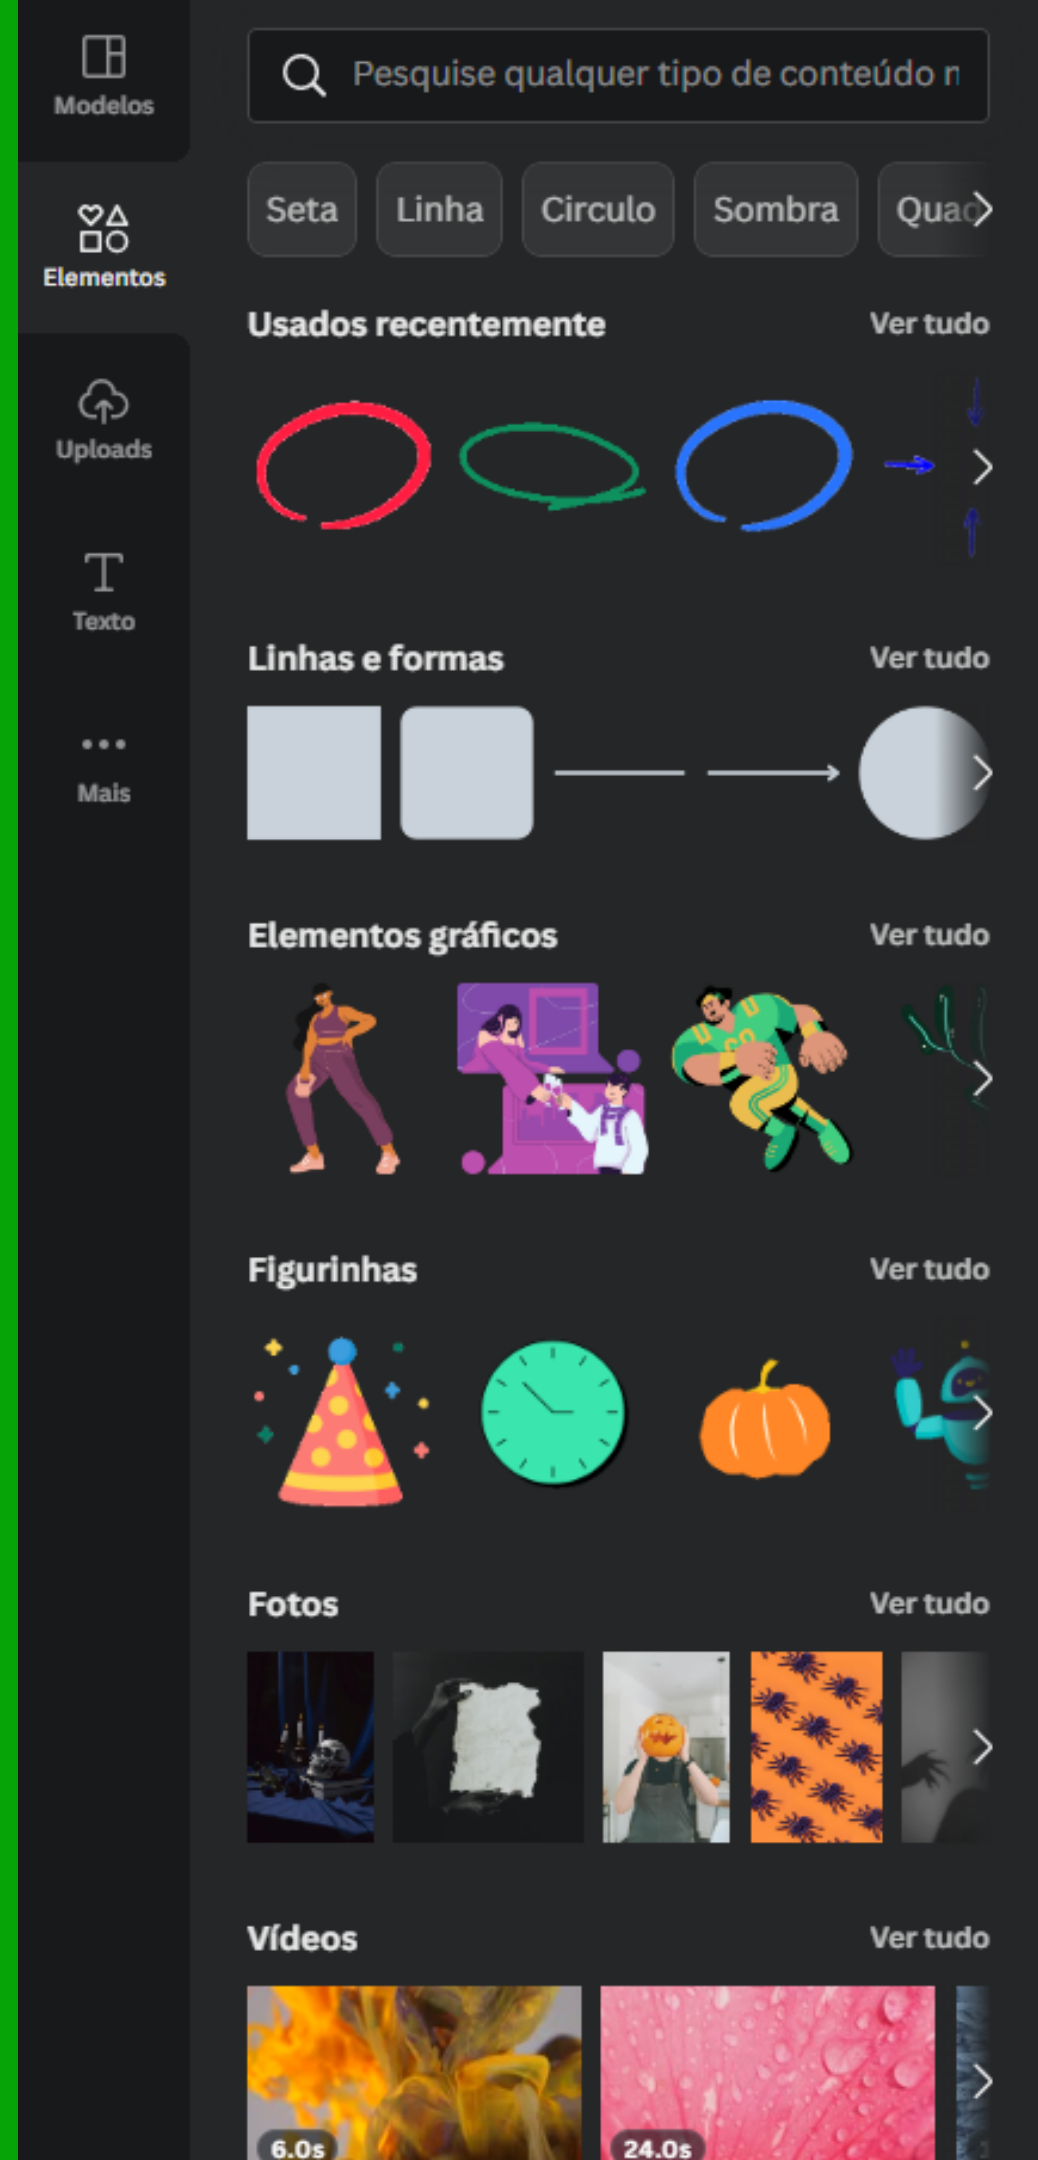 Modelos
Elementos
Uploads
Texto
Mais
Pesquise qualquer tipo de conteúdo
Seta
Linha
Circulo
Sombra
Usados recentemente
Ver tudo
Linhas e formas
Ver tudo
Elementos gráficos
Ver tudo
Figurinhas
Ver tudo
Fotos
Ver tudo
Vídeos
Ver tudo
6.0s
24.0s